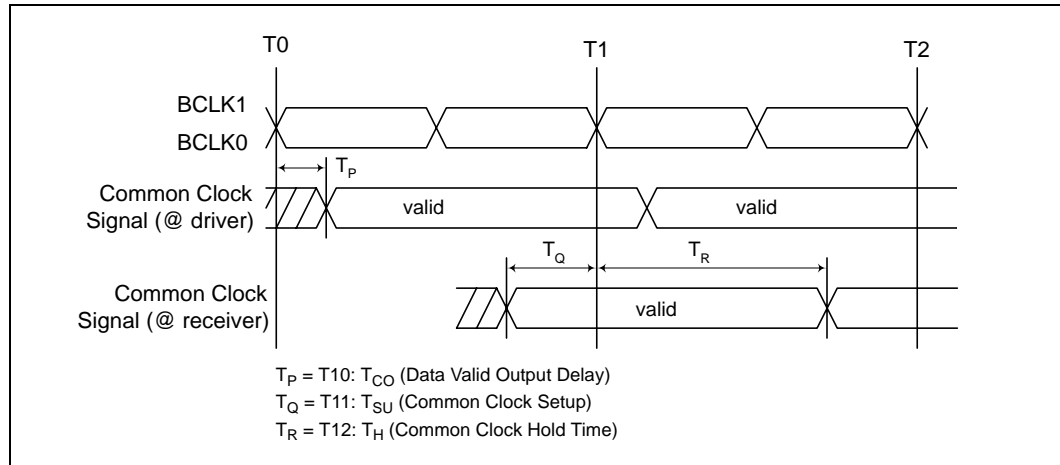 T0 T1 T2
BCLK1
BCLK0
TP
Common Clock
Signal (@ driver)
valid valid
TQ TR
Common Clock
Signal (@ receiver)
valid
TP = T10: TCO (Data Valid Output Delay)
TQ = T11: TSU (Common Clock Setup)
TR = T12: TH (Common Clock Hold Time)